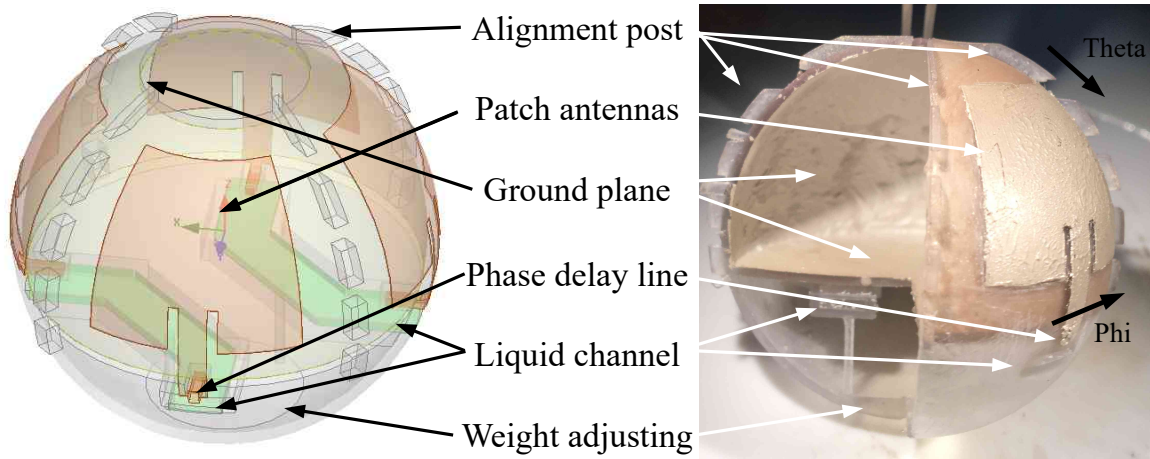 Alignment post
Theta
Patch antennas
Ground plane
x
Phase delay line
Phi
Liquid channel
Weight adjusting